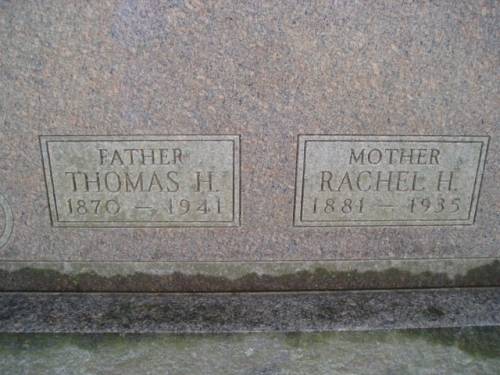 FATHER
THOMAS H.
1870 — 1941
MOTHER
RACHEL H.
1881 — 1935